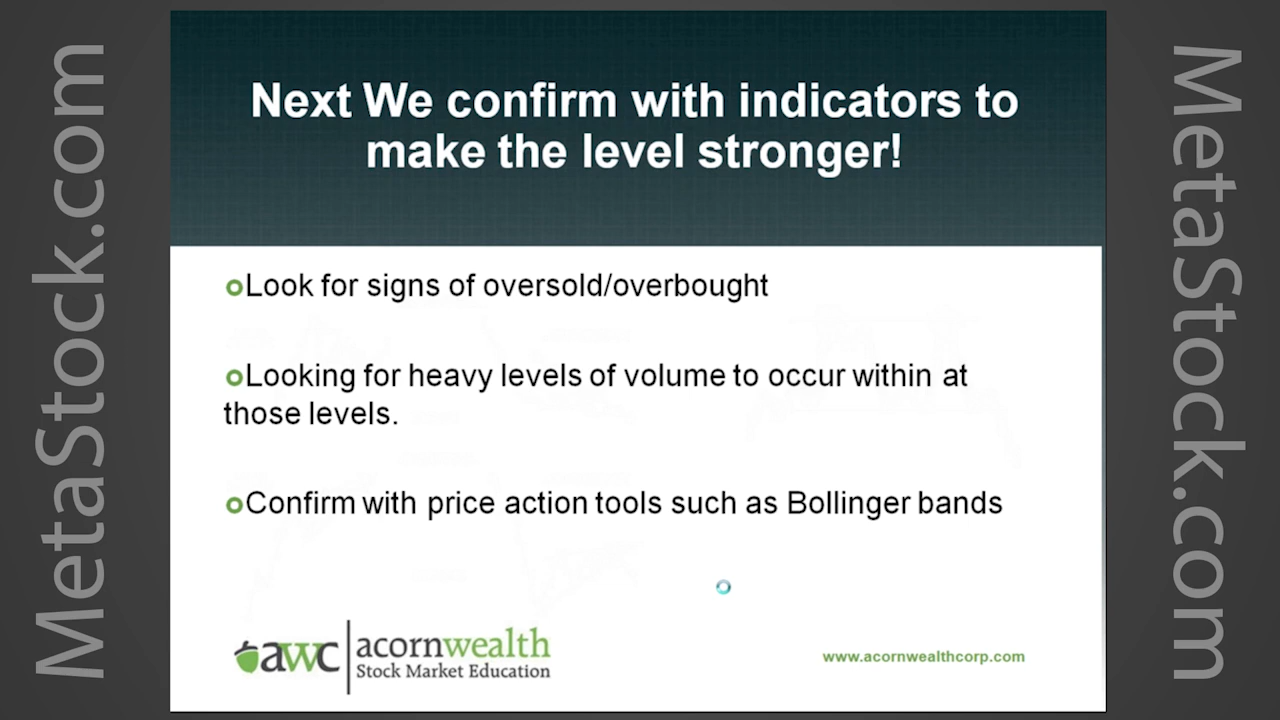 MetaStock.com
Next We confirm with indicators to
make the level stronger!
Look for signs of oversold/overbought
Looking for heavy levels of volume to occur within at
those levels.
Confirm with price action tools such as Bollinger bands
awc
acornwealth
Stock Market Education
www.acornwealthcorp.com
MetaStock.com